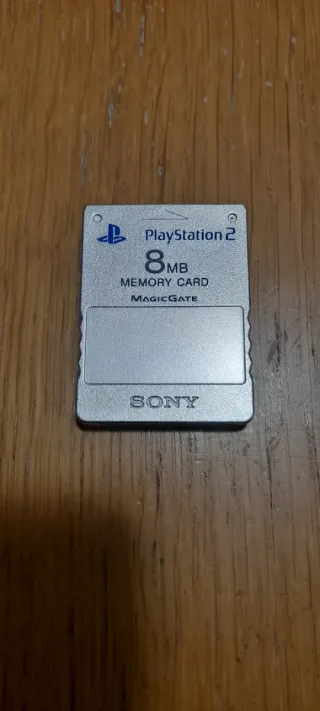 PlayStation 2
8MB
MEMORY CARD
MAGICGATE
SONY